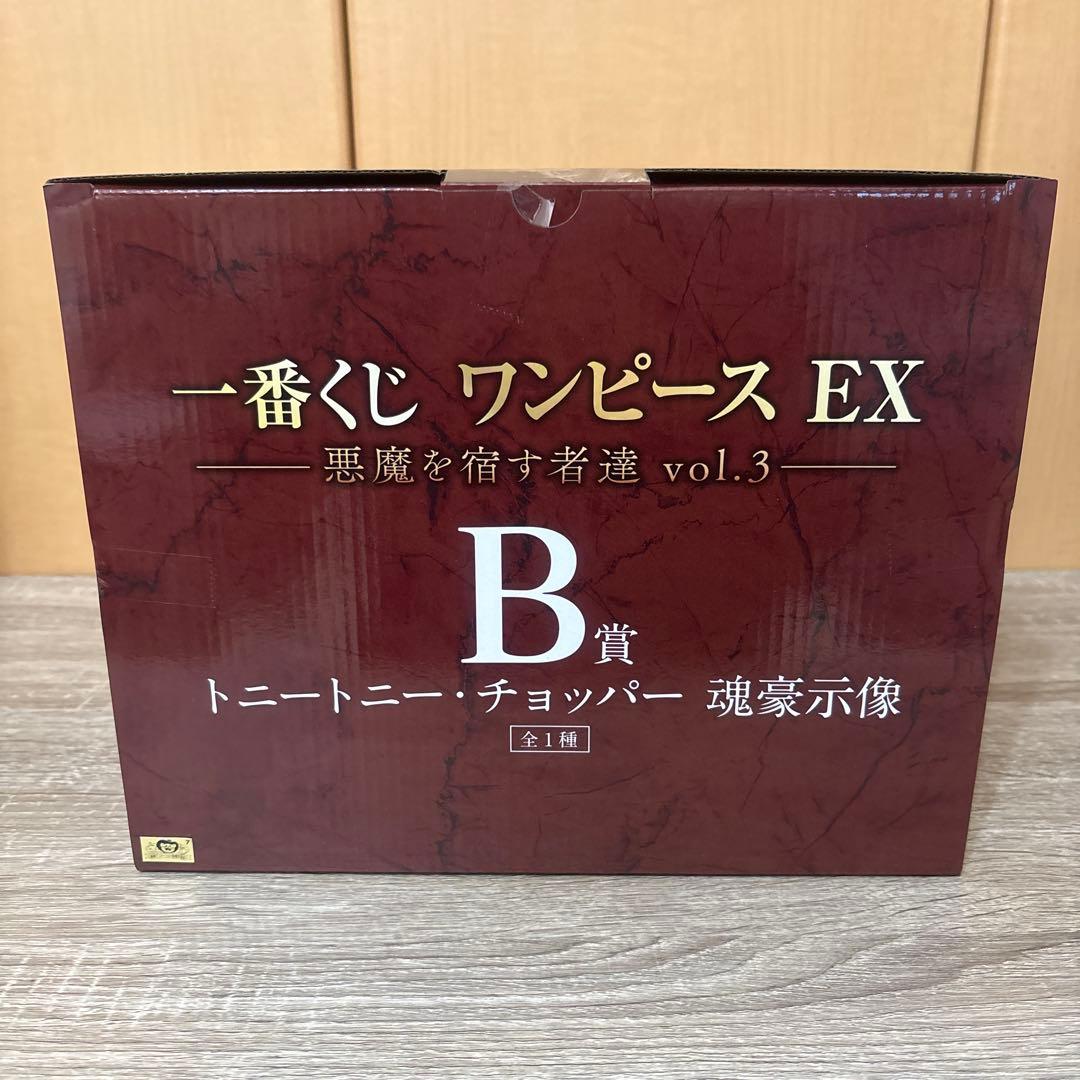 一番くじ ワンピース EX
悪魔を宿す者達 vol.3
B賞
トニートニー・チョッパー 魂豪示像
全1種